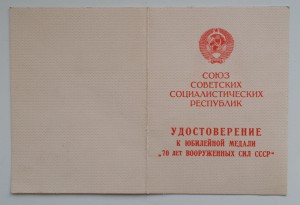 СОЮЗ
СОВЕТСКИХ
СОЦИАЛИСТИЧЕСКИХ
РЕСПУБЛИК
УДОСТОВЕРЕНИЕ
К ЮБИЛЕЙНОЙ МЕДАЛИ
„70 ЛЕТ ВООРУЖЕННЫХ СИЛ СССР“